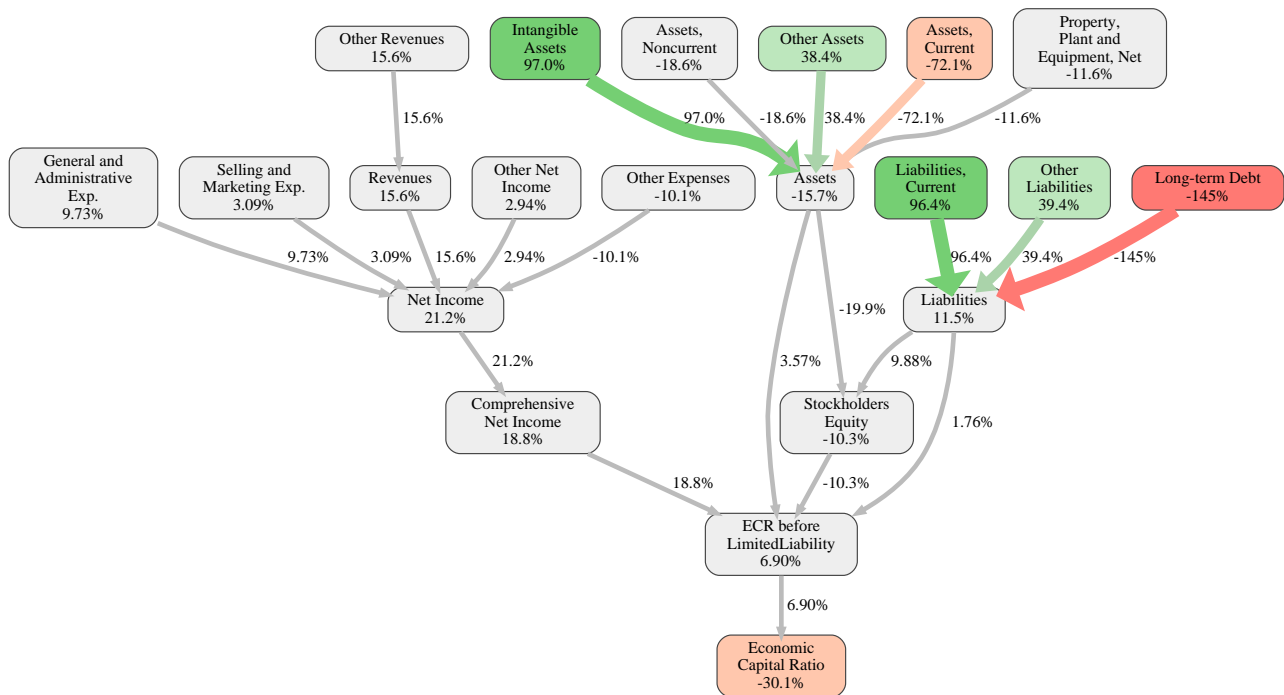 Other Revenues
15.6%
Intangible
Assets
97.0%
Assets,
Noncurrent
-18.6%
Other Assets
38.4%
Assets,
Current
-72.1%
Property,
Plant and
Equipment, Net
-11.6%
15.6%
97.0%
-18.6%
38.4%
-72.1%
-11.6%
General and
Administrative
Exp.
9.73%
Selling and
Marketing Exp.
3.09%
Revenues
15.6%
Other Net
Income
2.94%
Other Expenses
-10.1%
Assets
-15.7%
Liabilities,
Current
96.4%
Other
Liabilities
39.4%
Long-term Debt
-145%
9.73%
3.09%
15.6%
2.94%
-10.1%
96.4%
39.4%
-145%
Net Income
21.2%
-19.9%
Liabilities
11.5%
21.2%
3.57%
9.88%
Comprehensive
Net Income
18.8%
Stockholders
Equity
-10.3%
1.76%
18.8%
-10.3%
ECR before
LimitedLiability
6.90%
6.90%
Economic
Capital Ratio
-30.1%